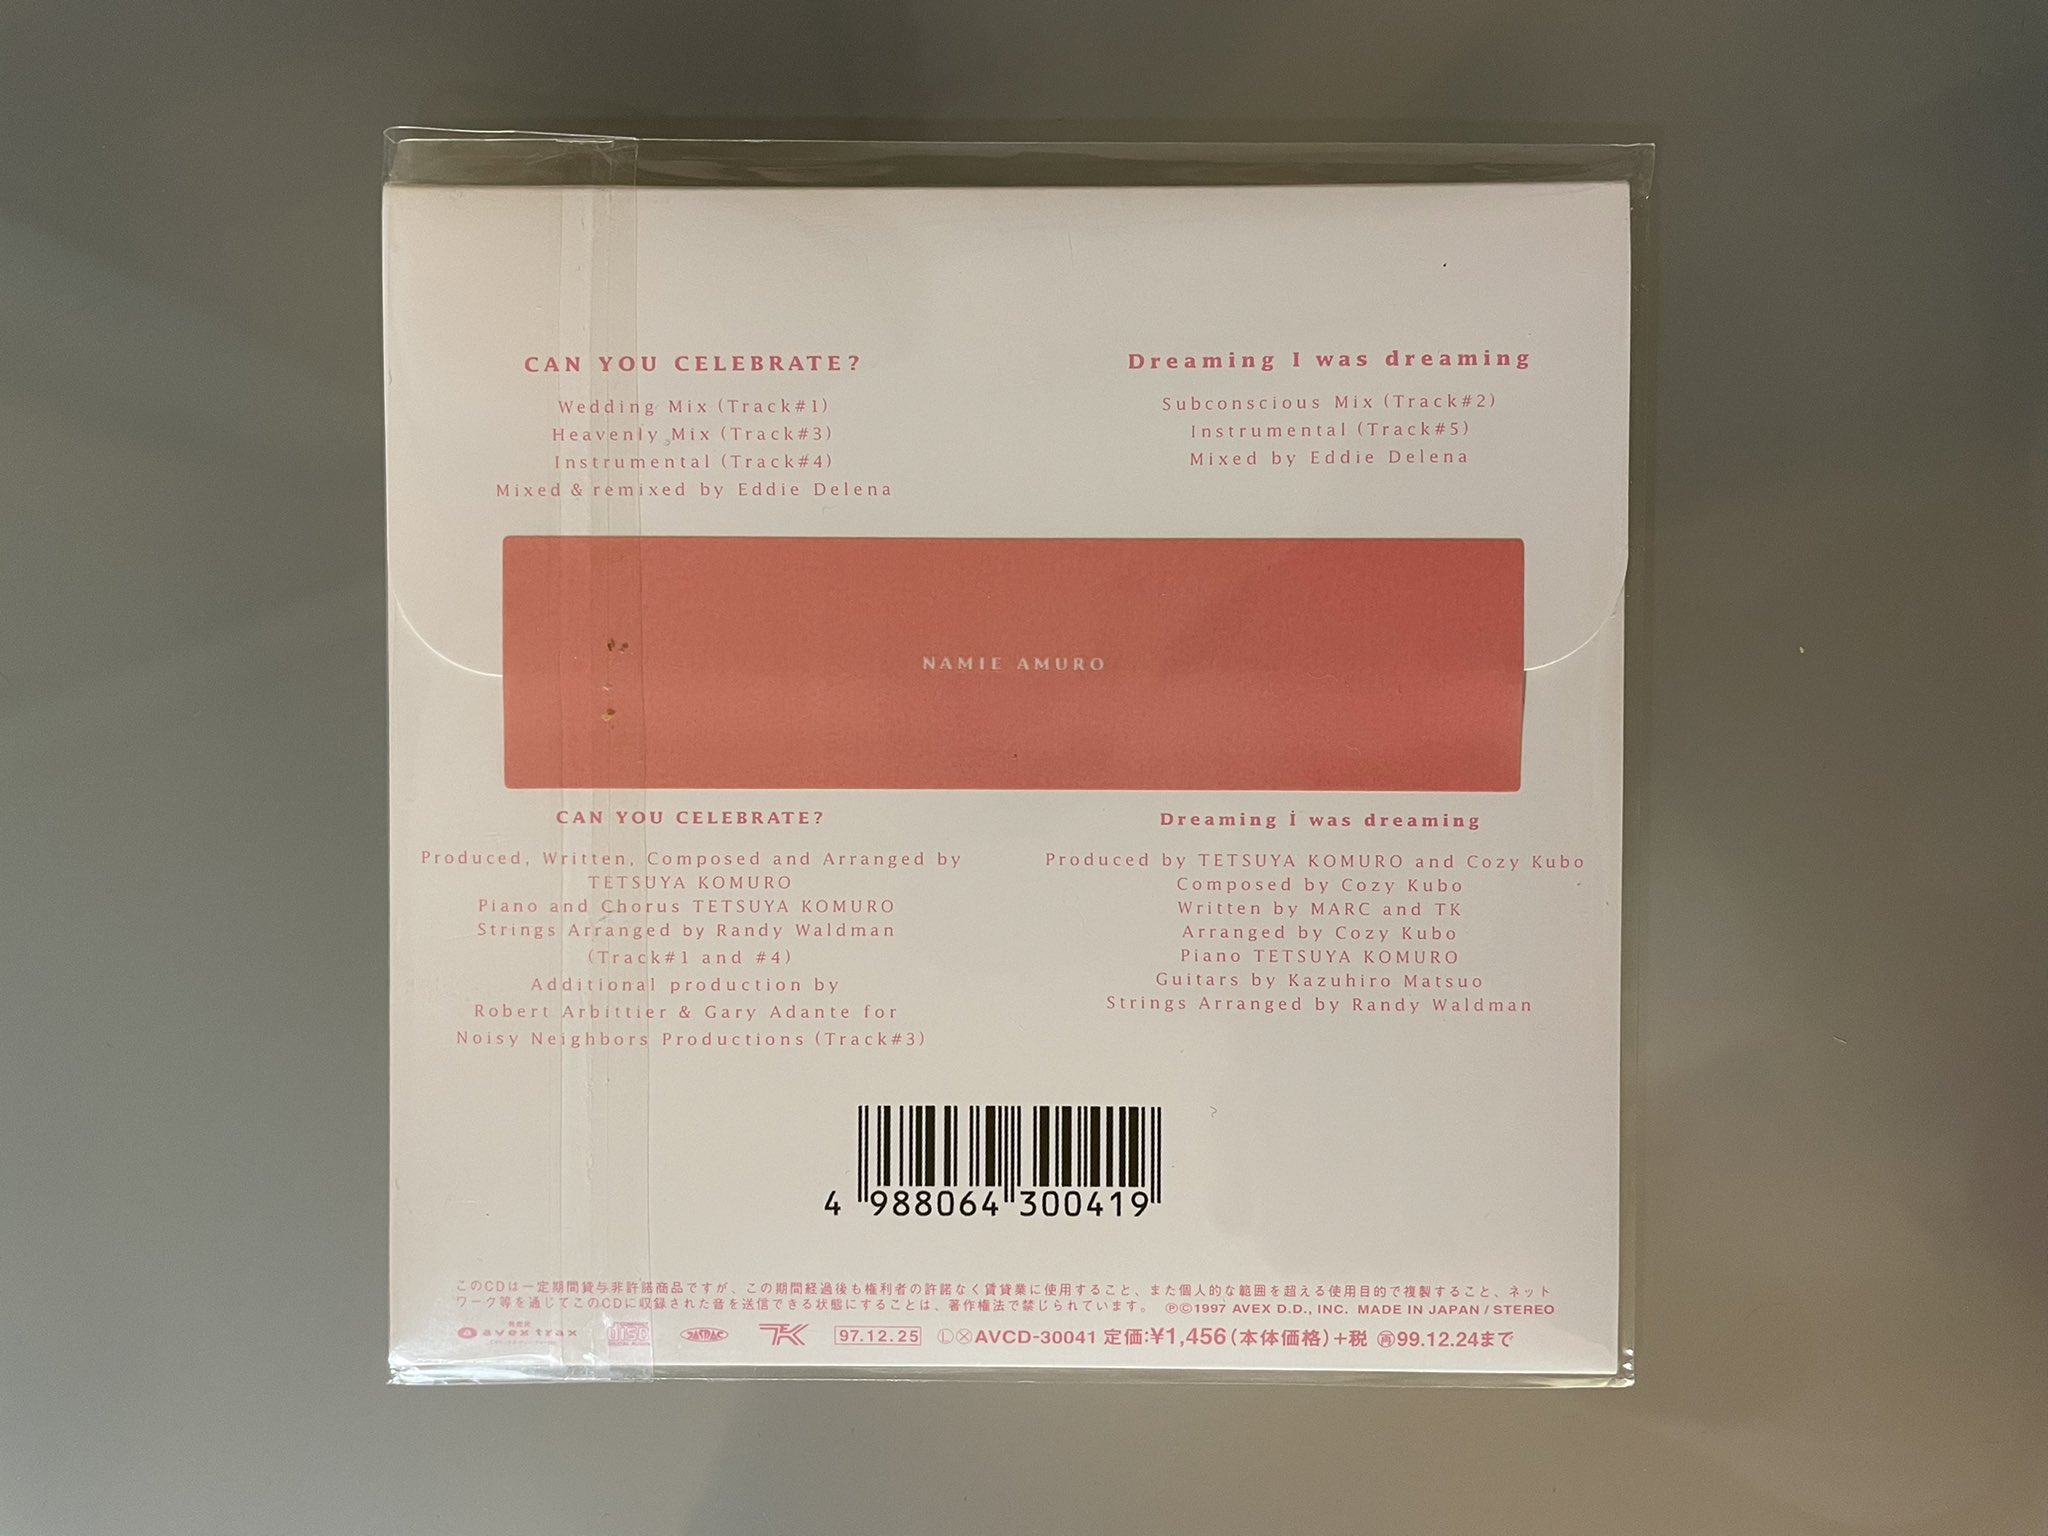 CAN YOU CELEBRATE?
Wedding Mix (Track#1)
Heavenly Mix (Track#3)
Instrumental (Track#4)
Mixed & remixed by Eddie Delena
Dreaming I was dreaming
Subconscious Mix (Track#2)
Instrumental (Track#5)
Mixed by Eddie Delena
NAMIE AMURO
CAN YOU CELEBRATE?
Produced, Written, Composed and Arranged by
TETSUYA KOMURO
Piano and Chorus TETSUYA KOMURO
Strings Arranged by Randy Waldman
(Track#1 and #4)
Additional production by
Robert Arbittier & Gary Adante for
Noisy Neighbors Productions (Track#3)
Dreaming I was dreaming
Produced by TETSUYA KOMURO and Cozy Kubo
Composed by Cozy Kubo
Written by MARC and TK
Arranged by Cozy Kubo
Piano TETSUYA KOMURO
Guitars by Kazuhiro Matsuo
Strings Arranged by Randy Waldman
4 988064 300419
このCDは一定期間貸与非許諾商品ですが、この期間経過後も権利者の許諾なく賃貸業に使用すること、また個人的な範囲を超える使用目的で複製すること、ネット
ワーク等を通じてこのCDに収録された音を送信できる状態にすることは、著作権法で禁じられています。 ℗©1997 AVEX D.D., INC. MADE IN JAPAN / STEREO
発売元
avex trax DISC JASRAC TK 97.12.25 ⓁⓍAVCD-30041 定価:¥1,456(本体価格)+税 ㊢99.12.24まで